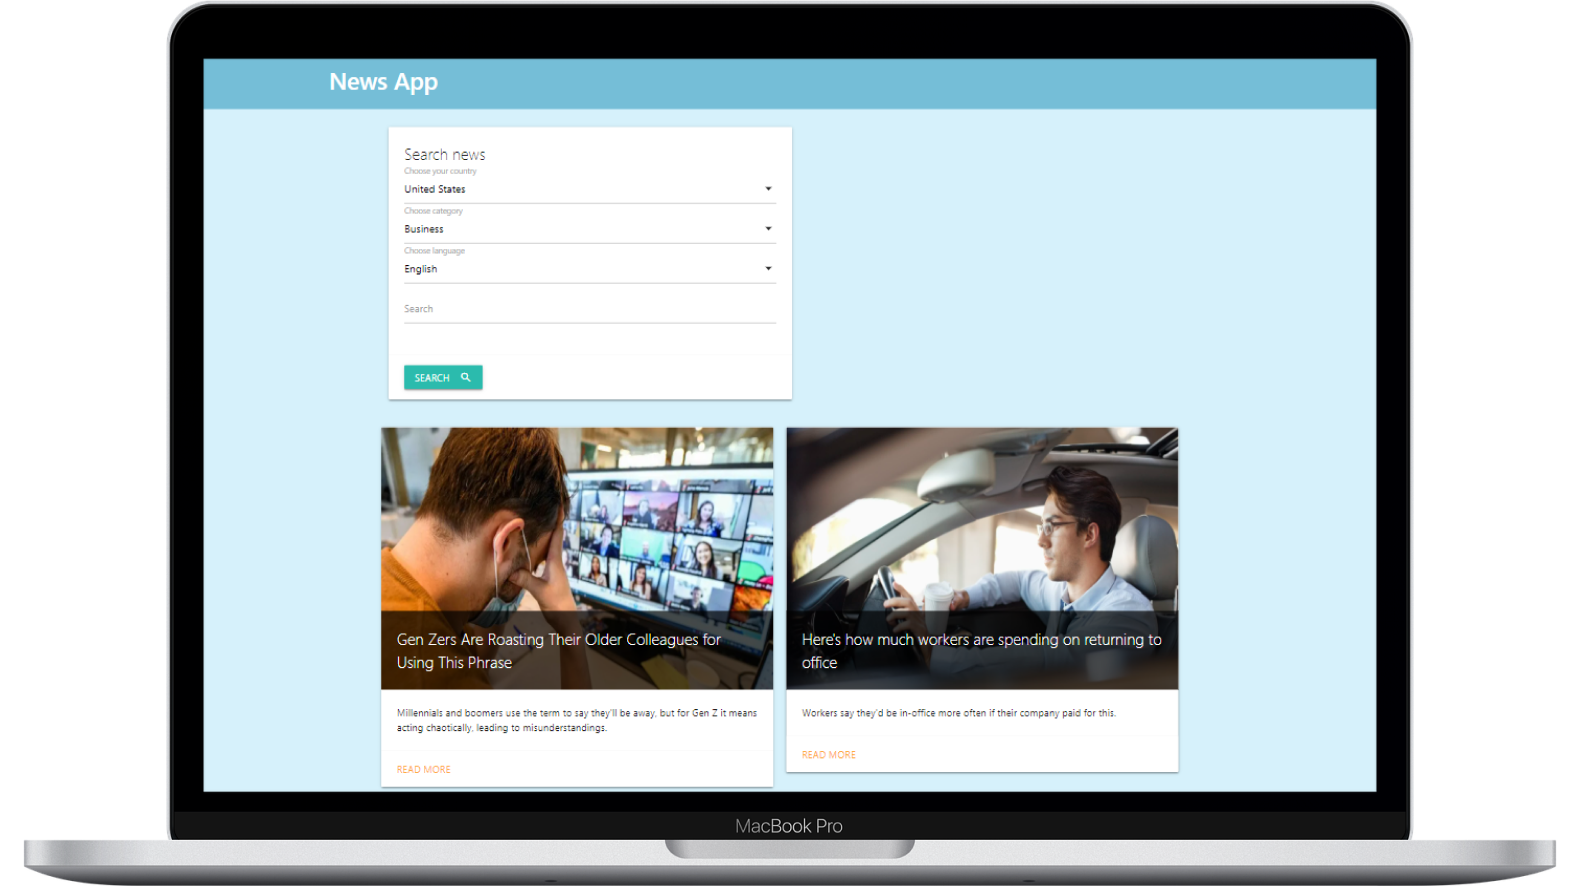 News App
Search news
Choose your country
United States
Choose category
Business
Choose language
English
Search
SEARCH
Gen Zers Are Roasting Their Older Colleagues for
Using This Phrase
Millennials and boomers use the term to say they'll be away, but for Gen Z it means
acting chaotically, leading to misunderstandings.
READ MORE
Here's how much workers are spending on returning to
office
Workers say they'd be in-office more often if their company paid for this.
READ MORE
MacBook Pro